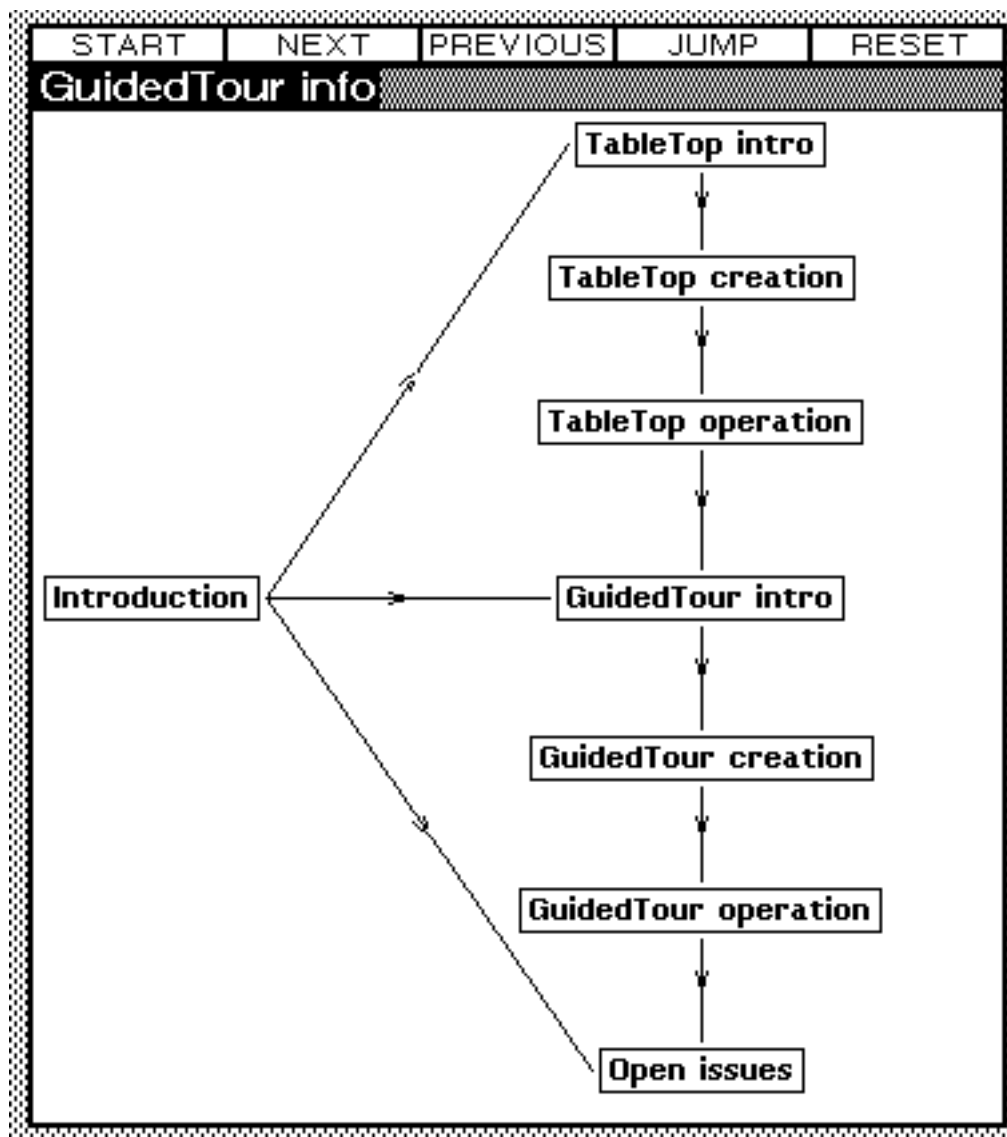 START NEXT PREVIOUS JUMP RESET
GuidedTour info
TableTop intro
TableTop creation
TableTop operation
Introduction
GuidedTour intro
GuidedTour creation
GuidedTour operation
Open issues